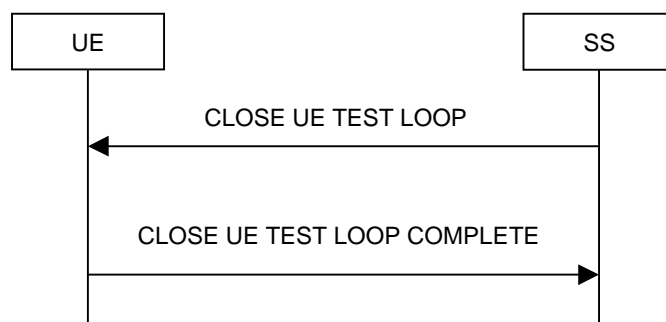 UE
SS
CLOSE UE TEST LOOP
CLOSE UE TEST LOOP COMPLETE